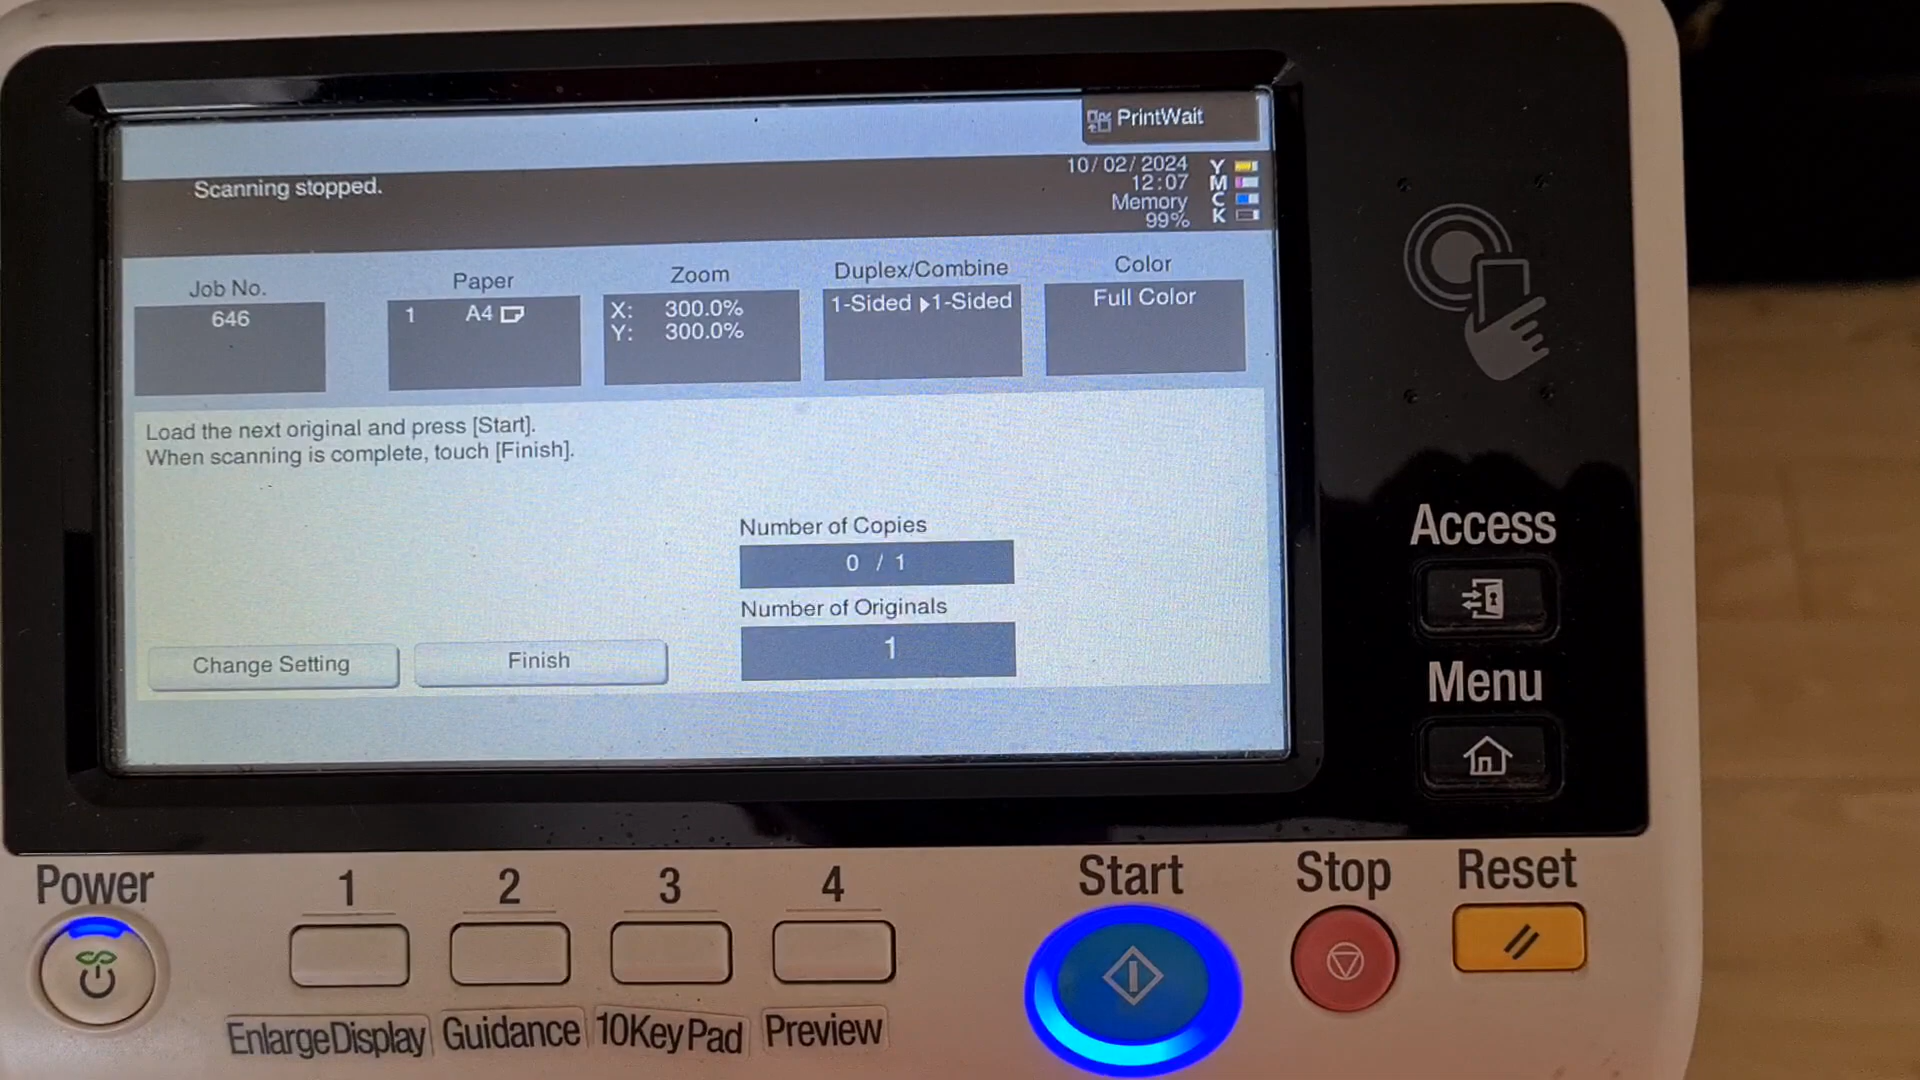 PrintWait
Scanning stopped.
10/02/2024
12:07
Memory
99%
Y
M
C
K
Job No.
646
Paper
1 A4
Zoom
X: 300.0%
Y: 300.0%
Duplex/Combine
1-Sided ▶1-Sided
Color
Full Color
Load the next original and press [Start].
When scanning is complete, touch [Finish].
Number of Copies
0 / 1
Number of Originals
1
Change Setting
Finish
Access
Menu
Power
1
2
3
4
Start
Stop
Reset
EnlargeDisplay
Guidance
10KeyPad
Preview